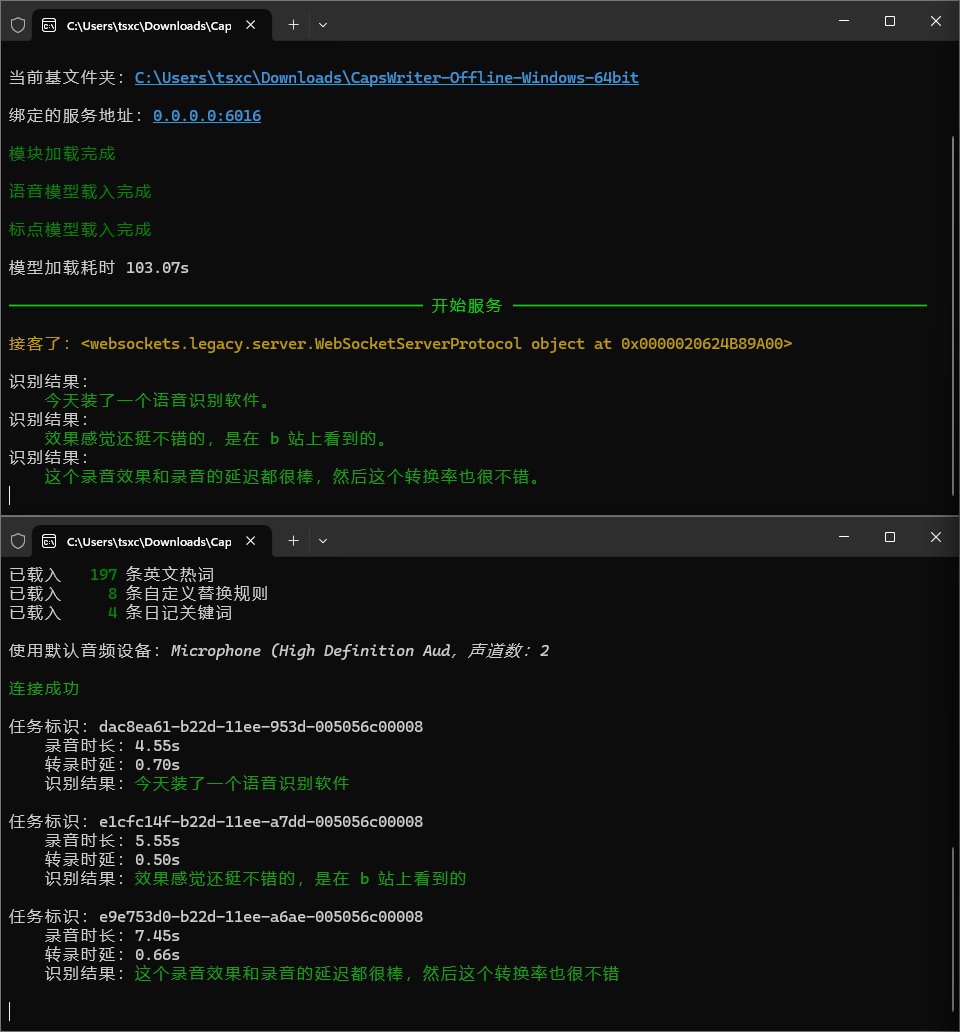 C:\Users\tsxc\Downloads\Cap
当前基文件夹：C:\Users\tsxc\Downloads\CapsWriter-Offline-Windows-64bit
绑定的服务地址：0.0.0.0:6016
模块加载完成
语音模型载入完成
标点模型载入完成
模型加载耗时 103.07s
开始服务
接客了：<websockets.legacy.server.WebSocketServerProtocol object at 0x0000020624B89A00>
识别结果：
今天装了一个语音识别软件。
识别结果：
效果感觉还挺不错的，是在 b 站上看到的。
识别结果：
这个录音效果和录音的延迟都很棒，然后这个转换率也很不错。
C:\Users\tsxc\Downloads\Cap
已载入 197 条英文热词
已载入 8 条自定义替换规则
已载入 4 条日记关键词
使用默认音频设备：Microphone (High Definition Aud, 声道数：2
连接成功
任务标识：dac8ea61-b22d-11ee-953d-005056c00008
录音时长：4.55s
转录时延：0.70s
识别结果：今天装了一个语音识别软件
任务标识：e1cfc14f-b22d-11ee-a7dd-005056c00008
录音时长：5.55s
转录时延：0.50s
识别结果：效果感觉还挺不错的，是在 b 站上看到的
任务标识：e9e753d0-b22d-11ee-a6ae-005056c00008
录音时长：7.45s
转录时延：0.66s
识别结果：这个录音效果和录音的延迟都很棒，然后这个转换率也很不错